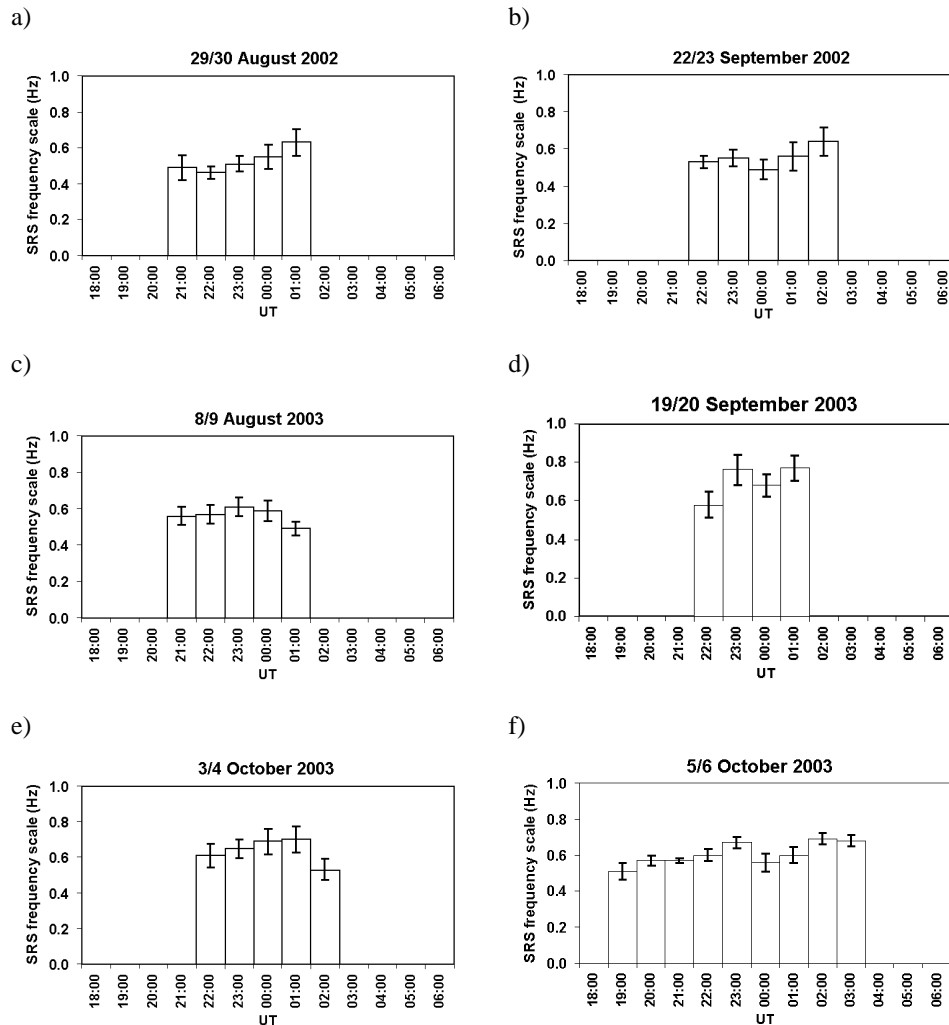 a)
29/30 August 2002
SRS frequency scale (Hz)
1.0
0.8
0.6
0.4
0.2
0.0
18:00 19:00 20:00 21:00 22:00 23:00 00:00 01:00 02:00 03:00 04:00 05:00 06:00
UT
b)
22/23 September 2002
SRS frequency scale (Hz)
1.0
0.8
0.6
0.4
0.2
0.0
18:00 19:00 20:00 21:00 22:00 23:00 00:00 01:00 02:00 03:00 04:00 05:00 06:00
UT
c)
8/9 August 2003
SRS frequency scale (Hz)
1.0
0.8
0.6
0.4
0.2
0.0
18:00 19:00 20:00 21:00 22:00 23:00 00:00 01:00 02:00 03:00 04:00 05:00 06:00
UT
d)
19/20 September 2003
SRS frequency scale (Hz)
1.0
0.8
0.6
0.4
0.2
0.0
18:00 19:00 20:00 21:00 22:00 23:00 00:00 01:00 02:00 03:00 04:00 05:00 06:00
UT
e)
3/4 October 2003
SRS frequency scale (Hz)
1.0
0.8
0.6
0.4
0.2
0.0
18:00 19:00 20:00 21:00 22:00 23:00 00:00 01:00 02:00 03:00 04:00 05:00 06:00
UT
f)
5/6 October 2003
SRS frequency scale (Hz)
1.0
0.8
0.6
0.4
0.2
0.0
18:00 19:00 20:00 21:00 22:00 23:00 00:00 01:00 02:00 03:00 04:00 05:00 06:00
UT